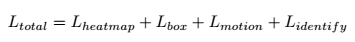 $L_{total} = L_{heatmap} + L_{box} + L_{motion} + L_{identify}$